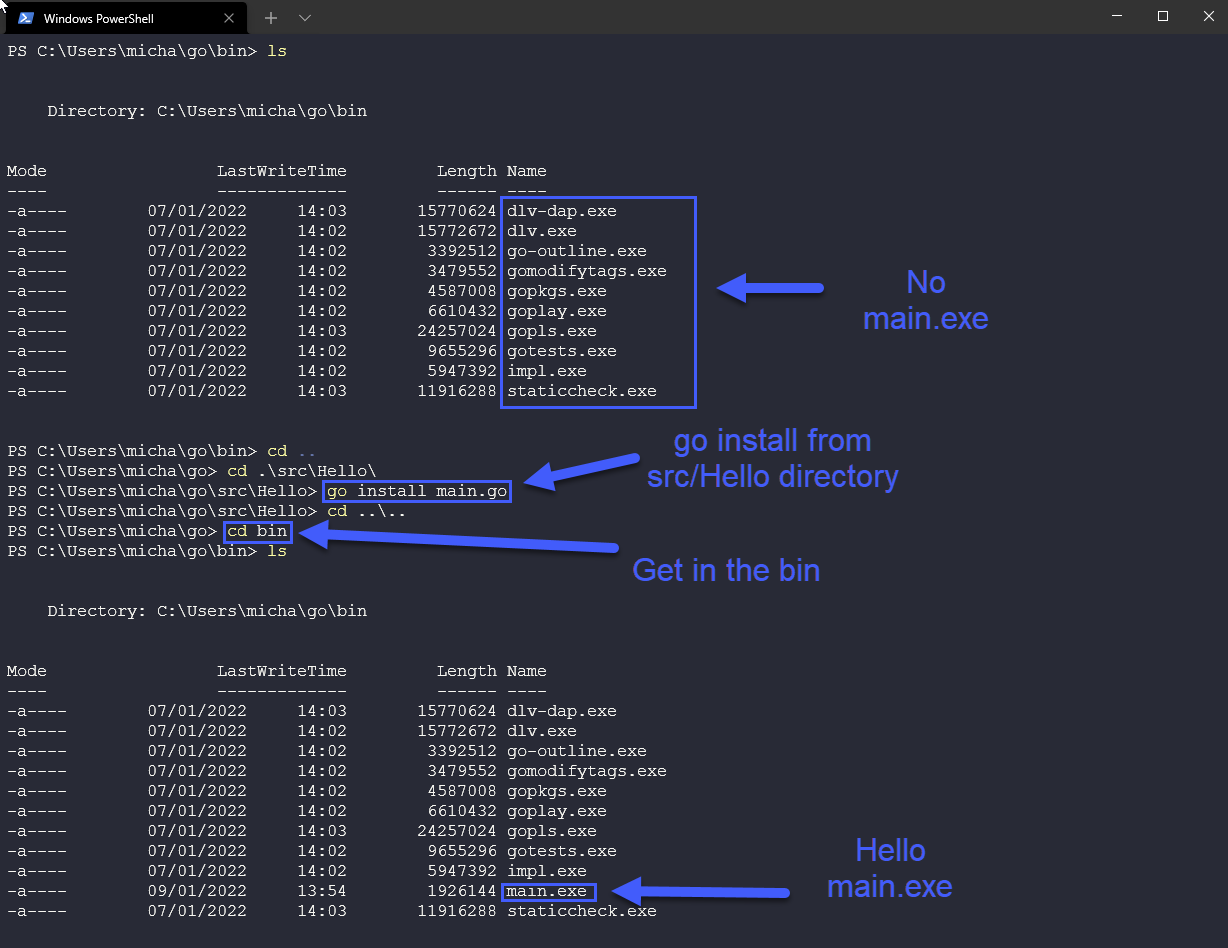 Windows PowerShell
PS C:\Users\micha\go\bin> ls
Directory: C:\Users\micha\go\bin
Mode LastWriteTime Length Name
---- ------------- ------ ----
-a---- 07/01/2022 14:03 15770624 dlv-dap.exe
-a---- 07/01/2022 14:02 15772672 dlv.exe
-a---- 07/01/2022 14:02 3392512 go-outline.exe
-a---- 07/01/2022 14:02 3479552 gomodifytags.exe
-a---- 07/01/2022 14:02 4587008 gopkgs.exe
-a---- 07/01/2022 14:02 6610432 goplay.exe
-a---- 07/01/2022 14:03 24257024 gopls.exe
-a---- 07/01/2022 14:02 9655296 gotests.exe
-a---- 07/01/2022 14:02 5947392 impl.exe
-a---- 07/01/2022 14:03 11916288 staticcheck.exe
No
main.exe
PS C:\Users\micha\go\bin> cd ..
PS C:\Users\micha\go> cd .\src\Hello\
PS C:\Users\micha\go\src\Hello> go install main.go
PS C:\Users\micha\go\src\Hello> cd ..\..
PS C:\Users\micha\go> cd bin
PS C:\Users\micha\go\bin> ls
go install from
src/Hello directory
Get in the bin
Directory: C:\Users\micha\go\bin
Mode LastWriteTime Length Name
---- ------------- ------ ----
-a---- 07/01/2022 14:03 15770624 dlv-dap.exe
-a---- 07/01/2022 14:02 15772672 dlv.exe
-a---- 07/01/2022 14:02 3392512 go-outline.exe
-a---- 07/01/2022 14:02 3479552 gomodifytags.exe
-a---- 07/01/2022 14:02 4587008 gopkgs.exe
-a---- 07/01/2022 14:02 6610432 goplay.exe
-a---- 07/01/2022 14:03 24257024 gopls.exe
-a---- 07/01/2022 14:02 9655296 gotests.exe
-a---- 07/01/2022 14:02 5947392 impl.exe
-a---- 09/01/2022 13:54 1926144 main.exe
-a---- 07/01/2022 14:03 11916288 staticcheck.exe
Hello
main.exe